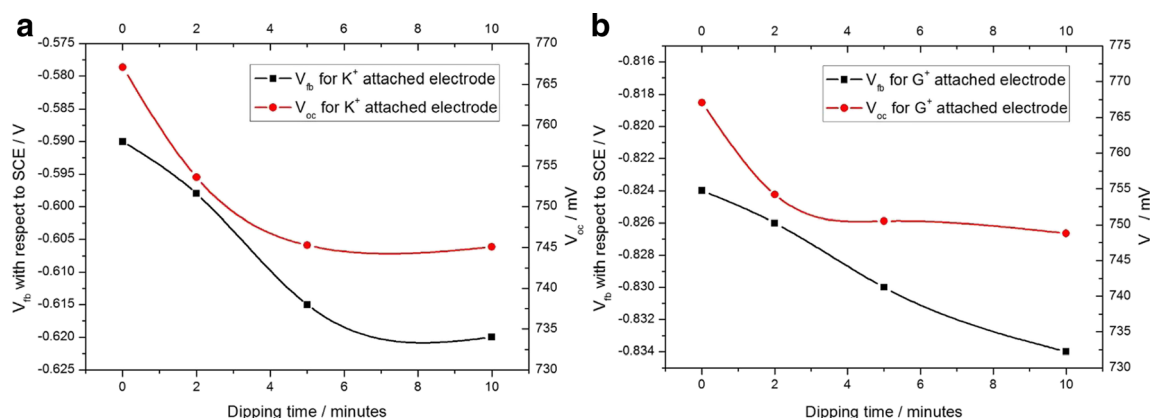 a
0 2 4 6 8 10
-0.575
-0.580
-0.585
-0.590
-0.595
-0.600
-0.605
-0.610
-0.615
-0.620
-0.625
V_fb with respect to SCE / V
770
765
760
755
750
745
740
735
730
V_oc / mV
V_fb for K⁺ attached electrode
V_oc for K⁺ attached electrode
0 2 4 6 8 10
Dipping time / minutes
b
0 2 4 6 8 10
-0.816
-0.818
-0.820
-0.822
-0.824
-0.826
-0.828
-0.830
-0.832
-0.834
V_fb with respect to SCE / V
775
770
765
760
755
750
745
740
735
730
V / mV
V_fb for G⁺ attached electrode
V_oc for G⁺ attached electrode
0 2 4 6 8 10
Dipping time / minutes